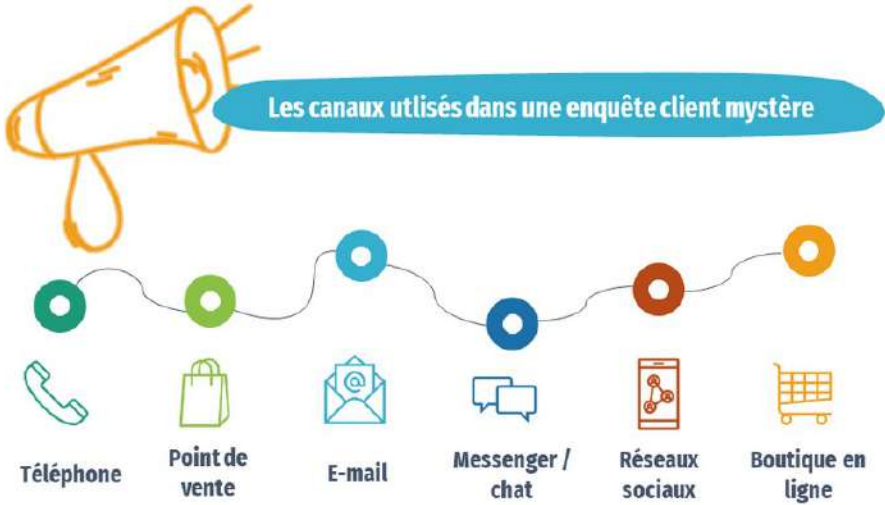 Les canaux utlisés dans une enquête client mystère
@
Téléphone
Point de
vente
E-mail
Messenger /
chat
Réseaux
sociaux
Boutique en
ligne